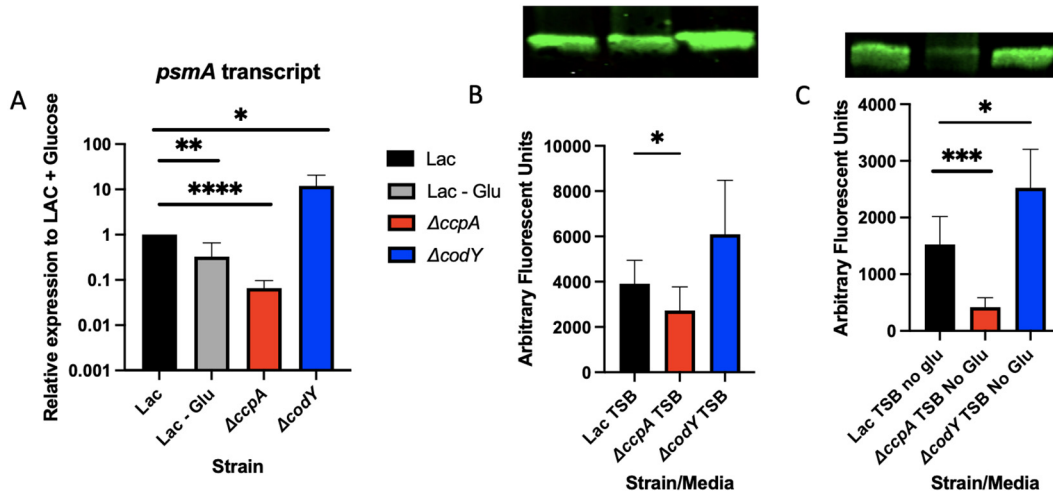 A
psmA transcript
Relative expression to LAC + Glucose
100
10
1
0.1
0.01
0.001
*
**
****
Lac
Lac - Glu
ΔccpA
ΔcodY
Strain
Lac
Lac - Glu
ΔccpA
ΔcodY
B
Arbitrary Fluorescent Units
10000
8000
6000
4000
2000
0
*
Lac TSB
ΔccpA TSB
ΔcodY TSB
Strain/Media
C
Arbitrary Fluorescent Units
4000
3000
2000
1000
0
*
***
Lac TSB no glu
ΔccpA TSB No Glu
ΔcodY TSB No Glu
Strain/Media